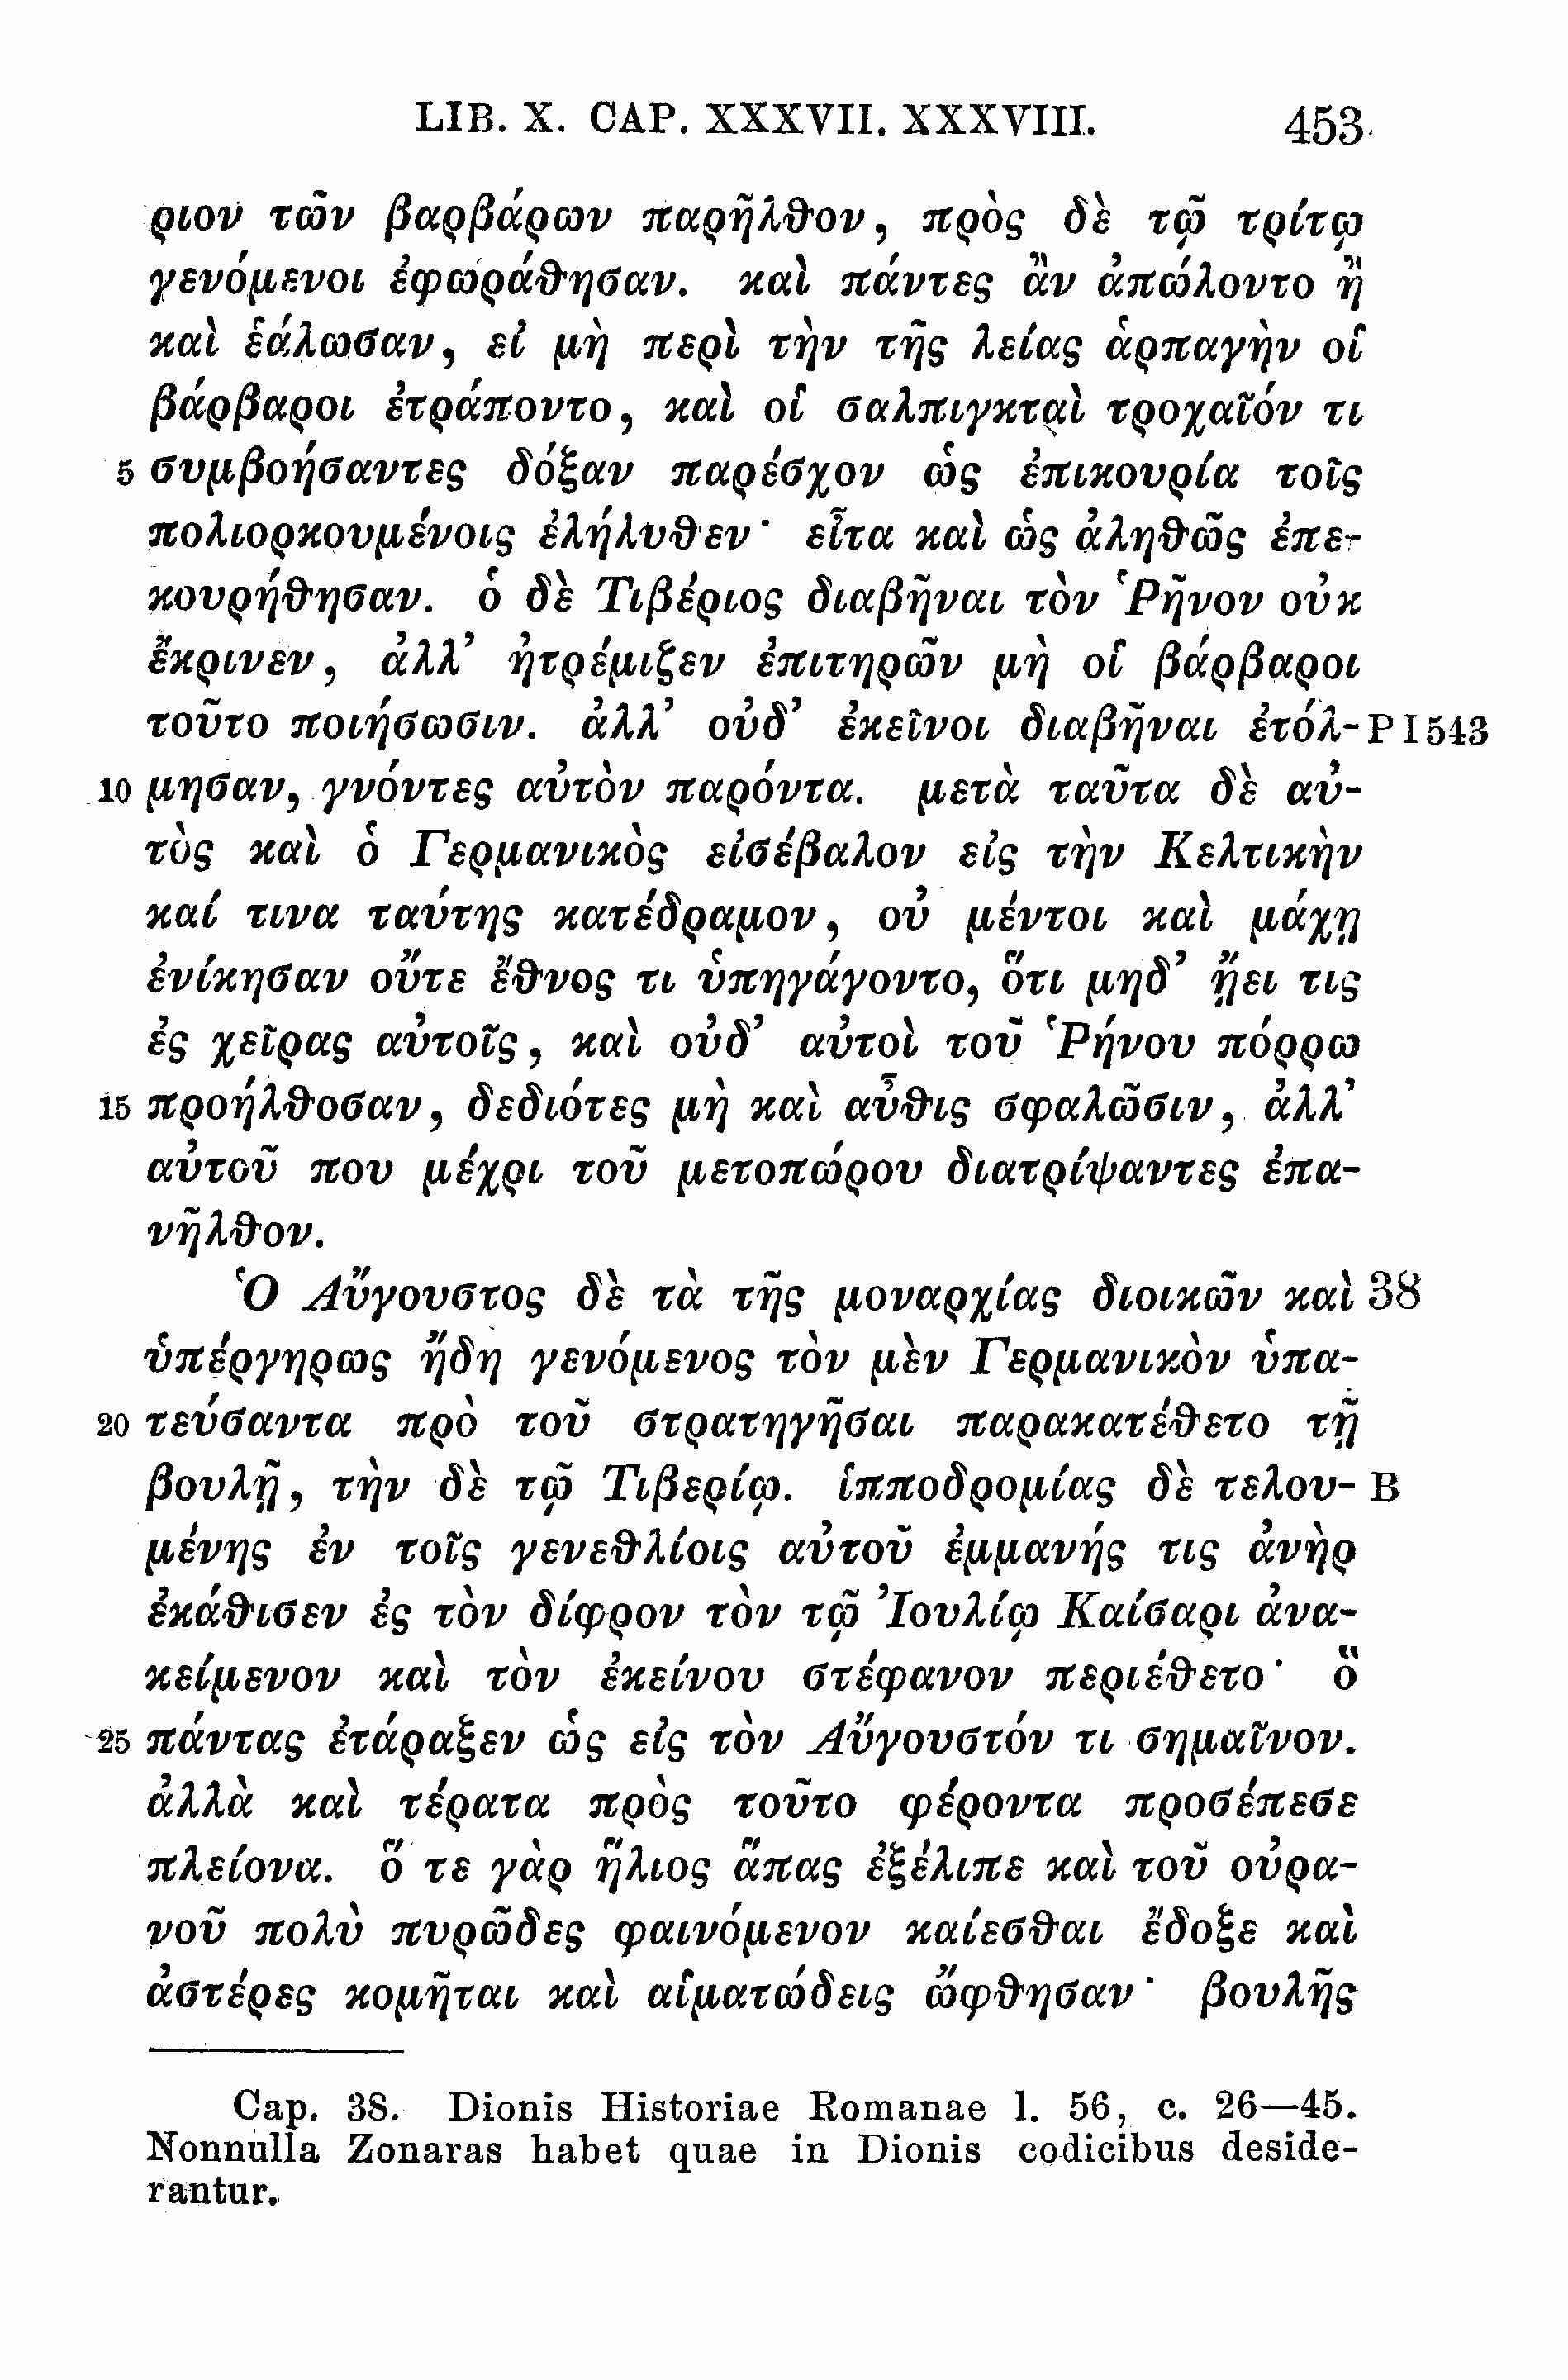 LIB. X. CAP. XXXVII. XXXVIII. 453
ριον τῶν βαρβάρων παρῆλθον, πρὸς δὲ τῷ τρίτῳ
γενόμενοι ἐφωράθησαν. καὶ πάντες ἂν ἀπώλοντο ἢ
καὶ ἑάλωσαν, εἰ μὴ περὶ τὴν τῆς λείας ἁρπαγὴν οἱ
βάρβαροι ἐτράποντο, καὶ οἱ σαλπιγκταὶ τροχαῖόν τι
5 συμβοήσαντες δόξαν παρέσχον ὡς ἐπικουρία τοῖς
πολιορκουμένοις ἐλήλυθεν· εἶτα καὶ ὡς ἀληθῶς ἐπε-
κουρήθησαν. ὁ δὲ Τιβέριος διαβῆναι τὸν Ῥῆνον οὐκ
ἔκρινεν, ἀλλ’ ἠτρέμιζεν ἐπιτηρῶν μὴ οἱ βάρβαροι
τοῦτο ποιήσωσιν. ἀλλ’ οὐδ’ ἐκεῖνοι διαβῆναι ἐτόλ- P I 543
10 μησαν, γνόντες αὐτὸν παρόντα. μετὰ ταῦτα δὲ αὐ-
τὸς καὶ ὁ Γερμανικὸς εἰσέβαλον εἰς τὴν Κελτικὴν
καί τινα ταύτης κατέδραμον, οὐ μέντοι καὶ μάχῃ
ἐνίκησαν οὔτε ἔθνος τι ὑπηγάγοντο, ὅτι μηδ’ ᾔει τις
ἐς χεῖρας αὐτοῖς, καὶ οὐδ’ αὐτοὶ τοῦ Ῥήνου πόρρω
15 προήλθοσαν, δεδιότες μὴ καὶ αὖθις σφαλῶσιν, ἀλλ’
αὐτοῦ που μέχρι τοῦ μετοπώρου διατρίψαντες ἐπα-
νῆλθον.
Ὁ Αὔγουστος δὲ τὰ τῆς μοναρχίας διοικῶν καὶ 38
ὑπέργηρως ἤδη γενόμενος τὸν μὲν Γερμανικὸν ὑπα-
20 τεύσαντα πρὸ τοῦ στρατηγῆσαι παρακατέθετο τῇ
βουλῇ, τὴν δὲ τῷ Τιβερίῳ. ἱπποδρομίας δὲ τελου- B
μένης ἐν τοῖς γενεθλίοις αὐτοῦ ἐμμανής τις ἀνὴρ
ἐκάθισεν ἐς τὸν δίφρον τὸν τῷ Ἰουλίῳ Καίσαρι ἀνα-
κείμενον καὶ τὸν ἐκείνου στέφανον περιέθετο· ὃ
25 πάντας ἐτάραξεν ὡς εἰς τὸν Αὔγουστόν τι σημαῖνον.
ἀλλὰ καὶ τέρατα πρὸς τοῦτο φέροντα προσέπεσε
πλείονα. ὅ τε γὰρ ἥλιος ἅπας ἐξέλιπε καὶ τοῦ οὐρα-
νοῦ πολὺ πυρῶδες φαινόμενον καίεσθαι ἔδοξε καὶ
ἀστέρες κομῆται καὶ αἱματώδεις ὤφθησαν· βουλῆς
Cap. 38. Dionis Historiae Romanae l. 56, c. 26—45.
Nonnulla Zonaras habet quae in Dionis codicibus deside-
rantur.